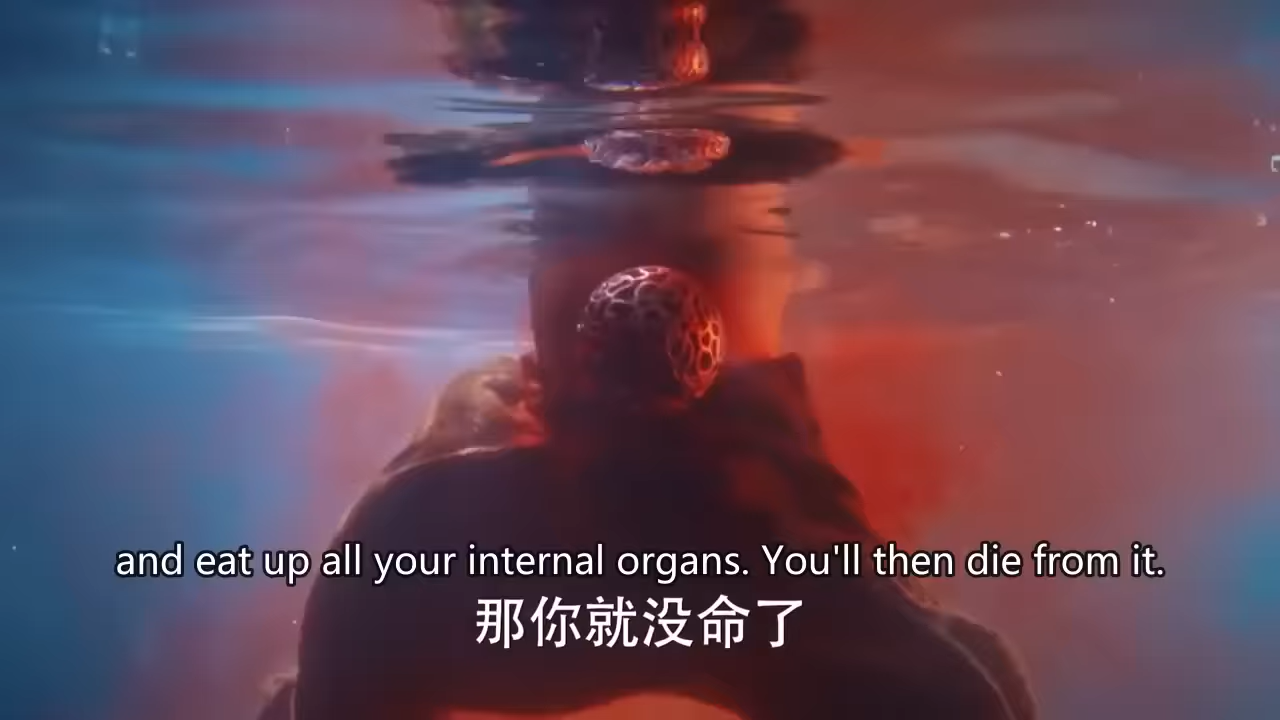 and eat up all your internal organs. You'll then die from it.
那你就没命了